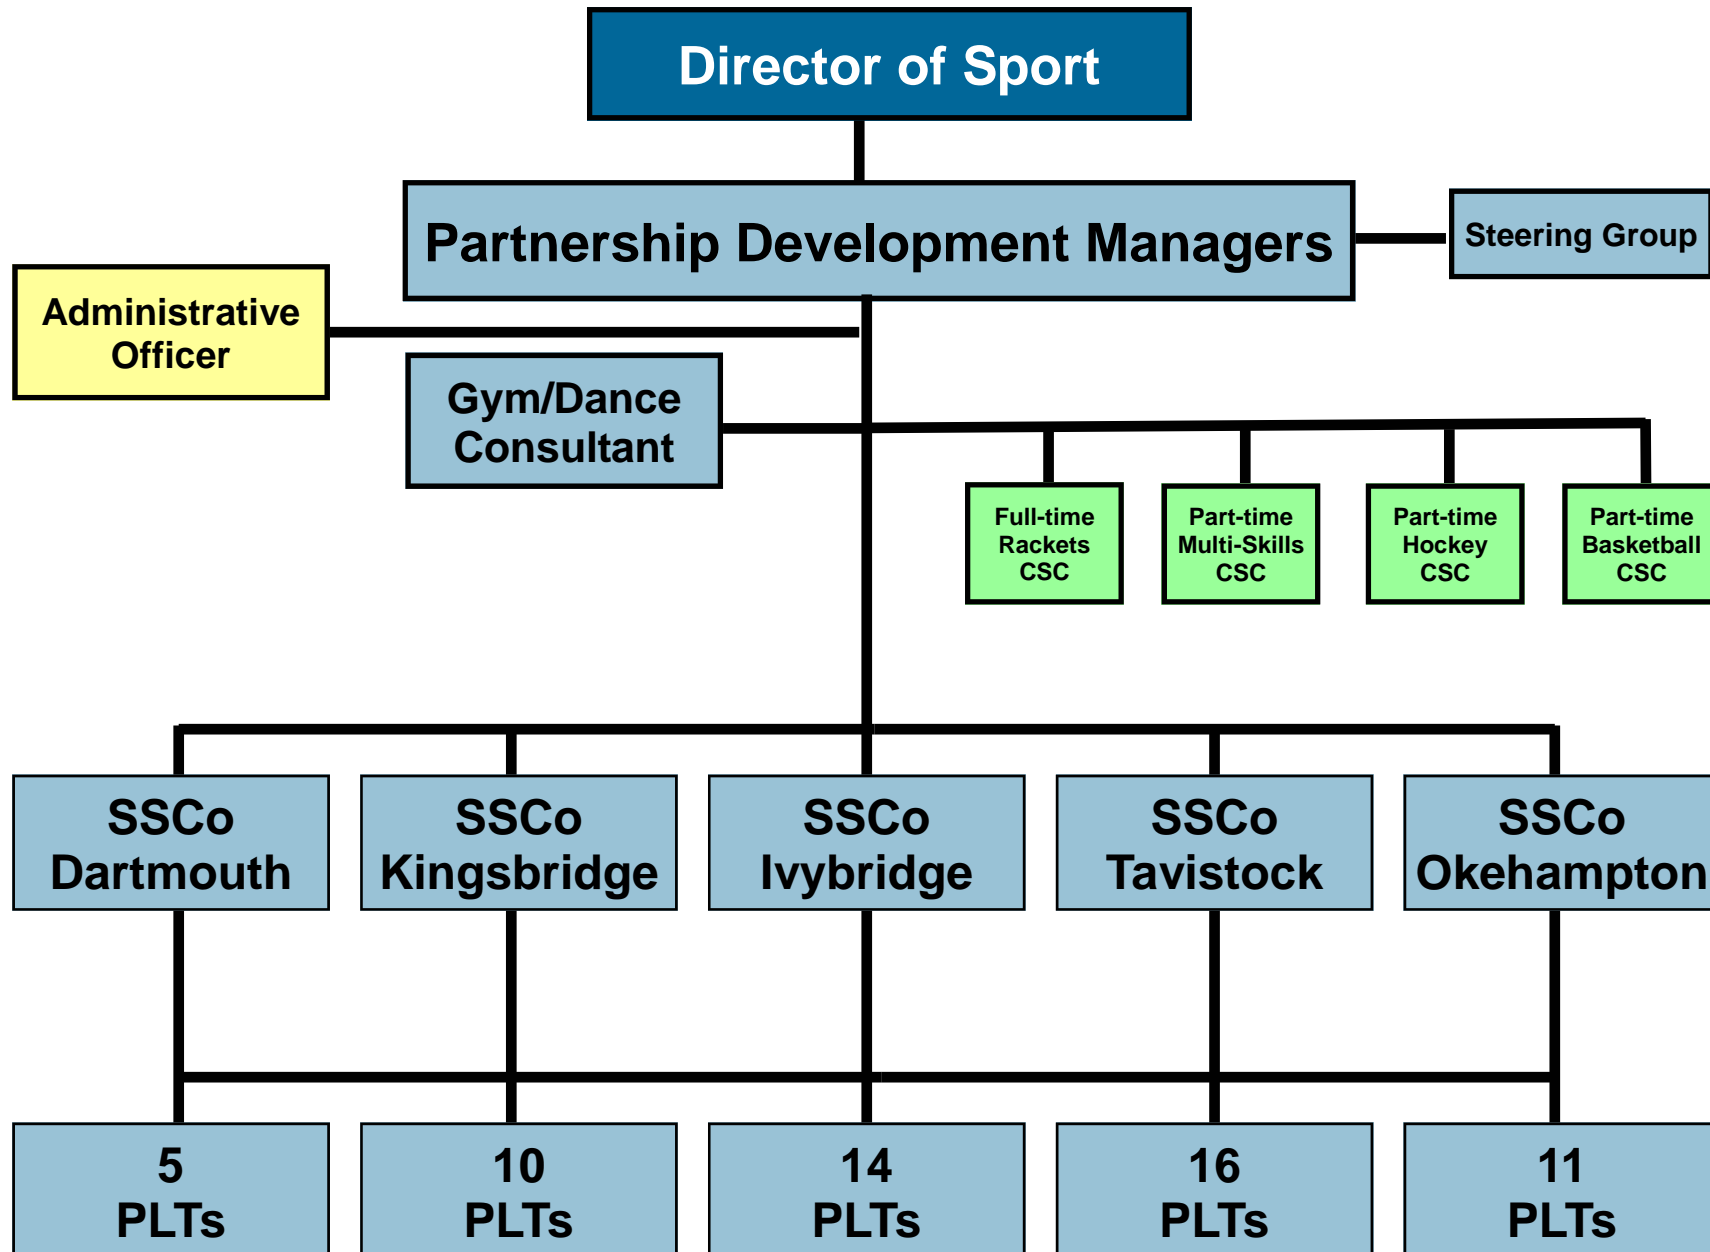 Director of Sport
Partnership Development Managers
Steering Group
Administrative
Officer
Gym/Dance
Consultant
Full-time
Rackets
CSC
Part-time
Multi-Skills
CSC
Part-time
Hockey
CSC
Part-time
Basketball
CSC
SSCo
Dartmouth
SSCo
Kingsbridge
SSCo
Ivybridge
SSCo
Tavistock
SSCo
Okehampton
5
PLTs
10
PLTs
14
PLTs
16
PLTs
11
PLTs